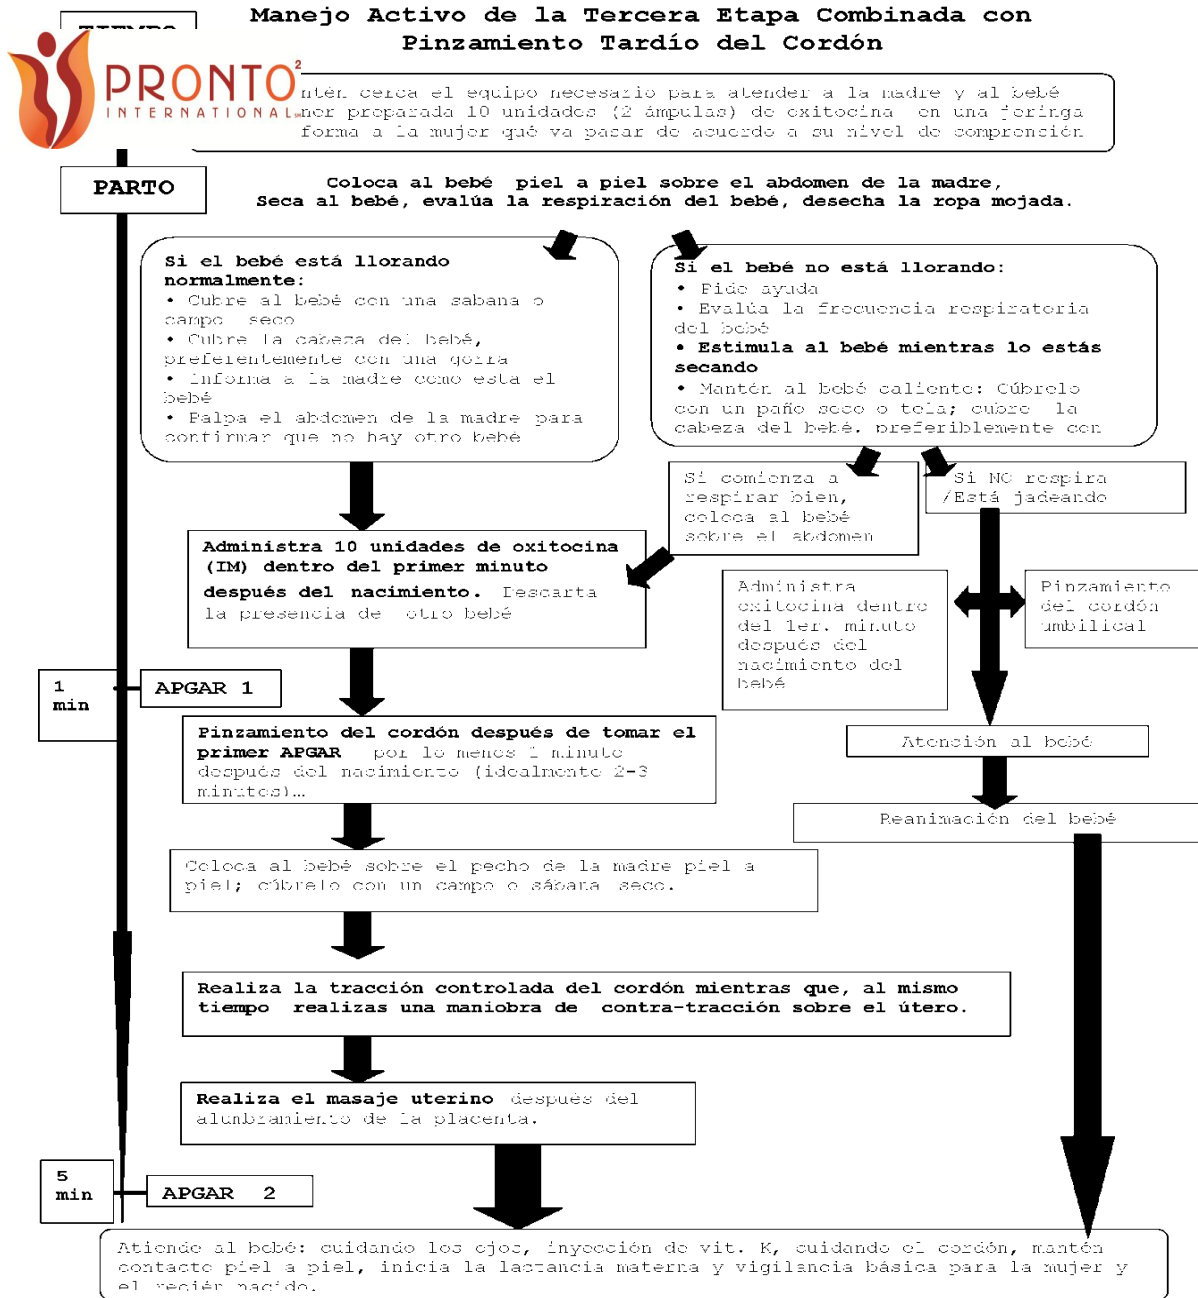 Manejo Activo de la Tercera Etapa Combinada con
Pinzamiento Tardío del Cordón
TIEMPO
PRONTO²
INTERNATIONAL
ntén cerca el equipo necesario para atender a la madre y al bebé
ner preparada 10 unidades (2 ámpulas) de oxitocina en una jeringa
forma a la mujer qué va pasar de acuerdo a su nivel de comprensión
PARTO
Coloca al bebé piel a piel sobre el abdomen de la madre,
Seca al bebé, evalúa la respiración del bebé, desecha la ropa mojada.
Si el bebé está llorando
normalmente:
• Cubre al bebé con una sabana o
campo seco
• Cubre la cabeza del bebé,
preferentemente con una gorra
• Informa a la madre como esta el
bebé
• Palpa el abdomen de la madre para
confirmar que no hay otro bebé
Si el bebé no está llorando:
• Pide ayuda
• Evalúa la frecuencia respiratoria
del bebé
• Estimula al bebé mientras lo estás
secando
• Mantén al bebé caliente: Cúbrelo
con un paño seco o tela; cubre la
cabeza del bebé, preferiblemente con
Si comienza a
respirar bien,
coloca al bebé
sobre el abdomen
Si NO respira
/Está jadeando
Administra 10 unidades de oxitocina
(IM) dentro del primer minuto
después del nacimiento. Descarta
la presencia de otro bebé
Administra
oxitocina dentro
del 1er. minuto
después del
nacimiento del
bebé
Pinzamiento
del cordón
umbilical
1
min
APGAR 1
Pinzamiento del cordón después de tomar el
primer APGAR por lo menos 1 minuto
después del nacimiento (idealmente 2-3
minutos)…
Atención al bebé
Reanimación del bebé
Coloca al bebé sobre el pecho de la madre piel a
piel; cúbrelo con un campo o sábana seco.
Realiza la tracción controlada del cordón mientras que, al mismo
tiempo realizas una maniobra de contra-tracción sobre el útero.
Realiza el masaje uterino después del
alumbramiento de la placenta.
5
min
APGAR 2
Atiende al bebé: cuidando los ojos, inyección de vit. K, cuidando el cordón, mantén
contacto piel a piel, inicia la lactancia materna y vigilancia básica para la mujer y
el recién nacido.